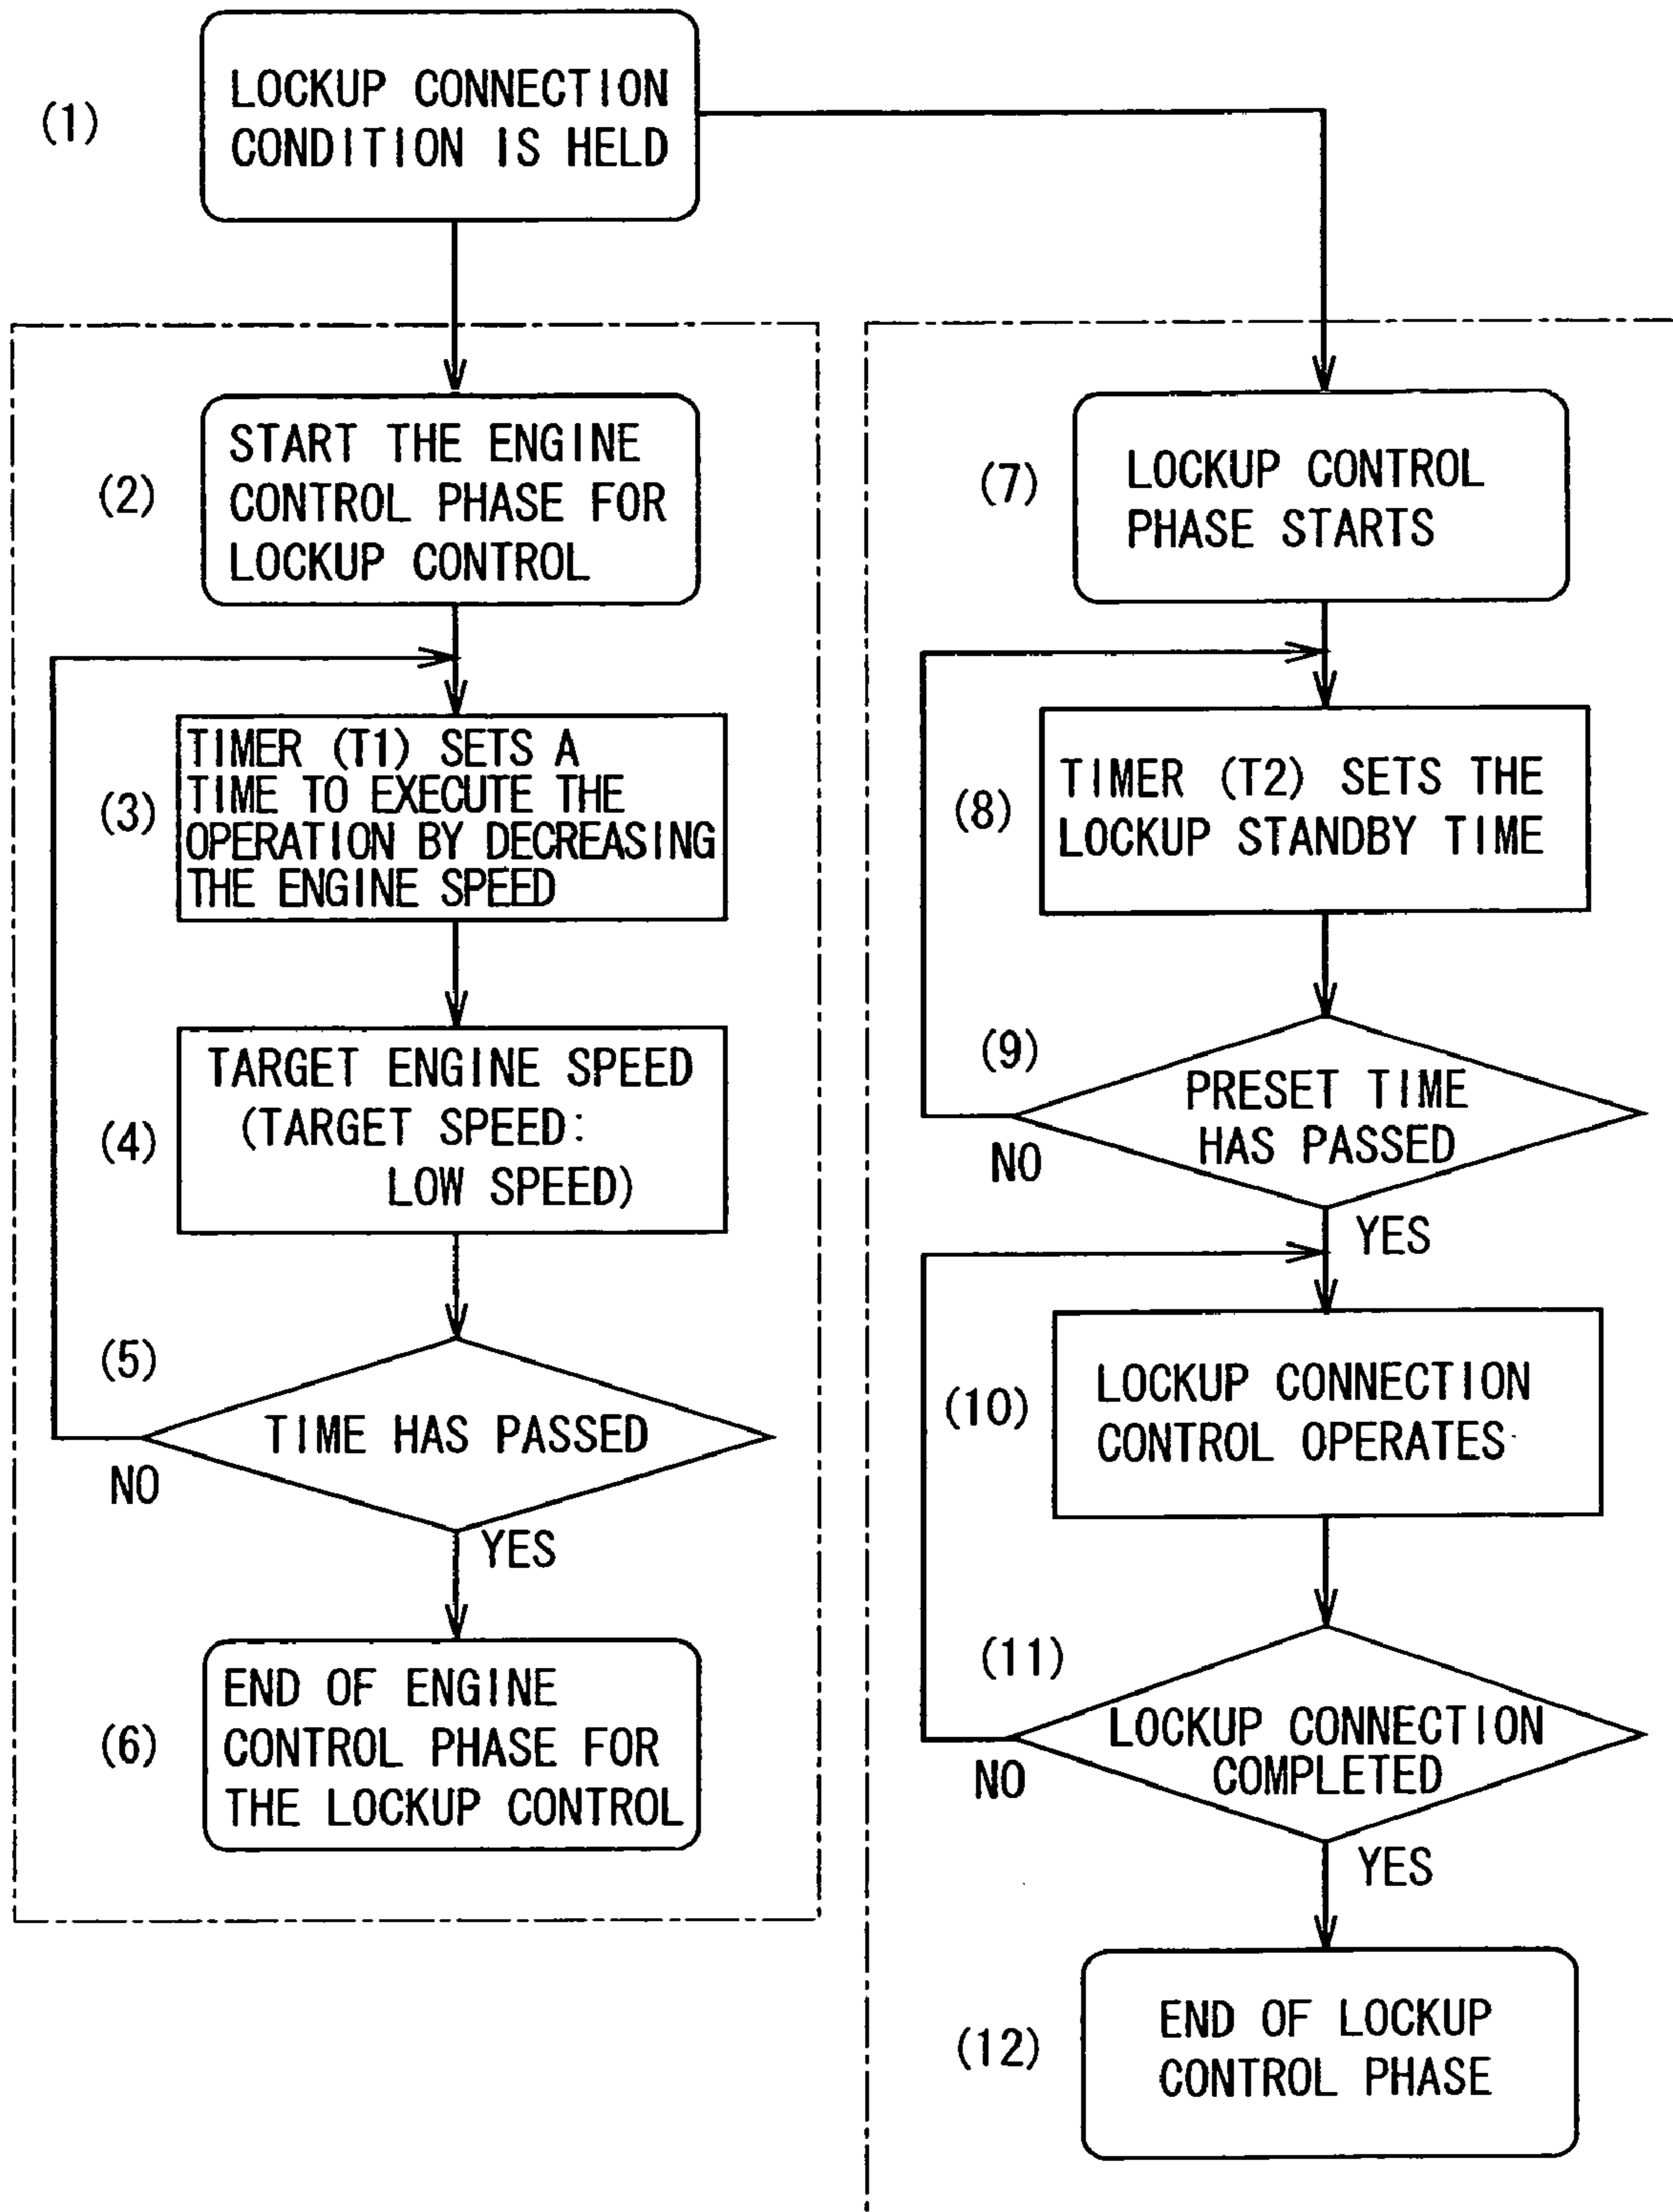 (1)
LOCKUP CONNECTION
CONDITION IS HELD
(2)
START THE ENGINE
CONTROL PHASE FOR
LOCKUP CONTROL
(3)
TIMER (T1) SETS A
TIME TO EXECUTE THE
OPERATION BY DECREASING
THE ENGINE SPEED
(4)
TARGET ENGINE SPEED
(TARGET SPEED:
LOW SPEED)
(5)
TIME HAS PASSED
NO
YES
(6)
END OF ENGINE
CONTROL PHASE FOR
THE LOCKUP CONTROL
(7)
LOCKUP CONTROL
PHASE STARTS
(8)
TIMER (T2) SETS THE
LOCKUP STANDBY TIME
(9)
PRESET TIME
HAS PASSED
NO
YES
(10)
LOCKUP CONNECTION
CONTROL OPERATES
(11)
LOCKUP CONNECTION
COMPLETED
NO
YES
(12)
END OF LOCKUP
CONTROL PHASE